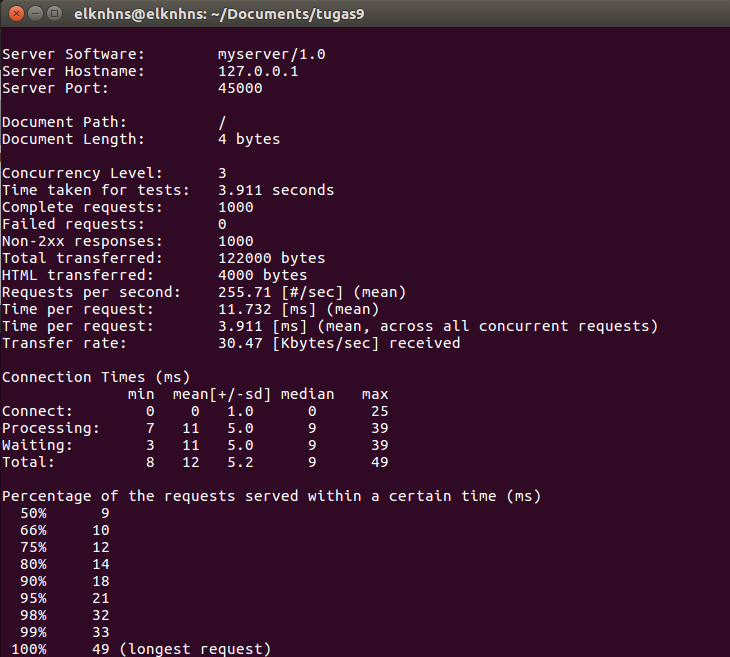 elknhns@elknhns: ~/Documents/tugas9
Server Software: myserver/1.0
Server Hostname: 127.0.0.1
Server Port: 45000
Document Path: /
Document Length: 4 bytes
Concurrency Level: 3
Time taken for tests: 3.911 seconds
Complete requests: 1000
Failed requests: 0
Non-2xx responses: 1000
Total transferred: 122000 bytes
HTML transferred: 4000 bytes
Requests per second: 255.71 [#/sec] (mean)
Time per request: 11.732 [ms] (mean)
Time per request: 3.911 [ms] (mean, across all concurrent requests)
Transfer rate: 30.47 [Kbytes/sec] received
Connection Times (ms)
min mean[+/-sd] median max
Connect: 0 0 1.0 0 25
Processing: 7 11 5.0 9 39
Waiting: 3 11 5.0 9 39
Total: 8 12 5.2 9 49
Percentage of the requests served within a certain time (ms)
50% 9
66% 10
75% 12
80% 14
90% 18
95% 21
98% 32
99% 33
100% 49 (longest request)